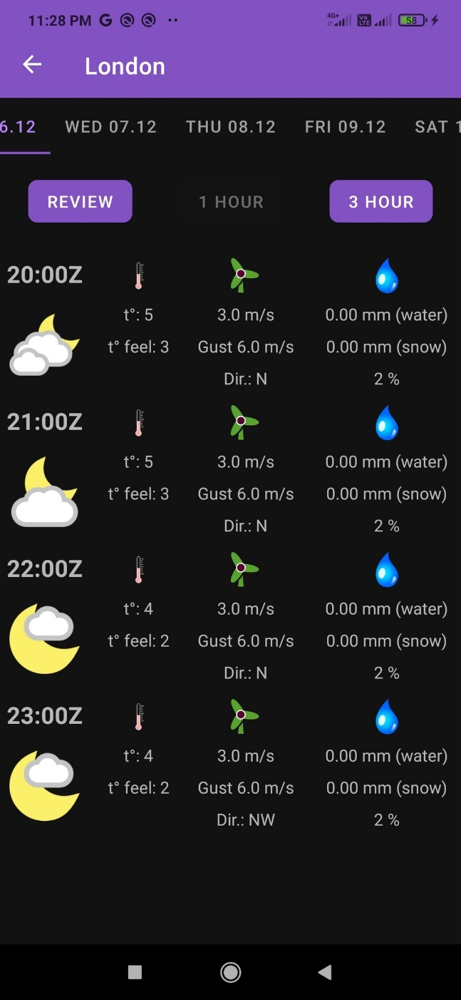 11:28 PM G 4G+ Vo LTE 58
London
6.12 WED 07.12 THU 08.12 FRI 09.12 SAT 1
REVIEW 1 HOUR 3 HOUR
20:00Z
t°: 5 3.0 m/s 0.00 mm (water)
t° feel: 3 Gust 6.0 m/s 0.00 mm (snow)
Dir.: N 2 %
21:00Z
t°: 5 3.0 m/s 0.00 mm (water)
t° feel: 3 Gust 6.0 m/s 0.00 mm (snow)
Dir.: N 2 %
22:00Z
t°: 4 3.0 m/s 0.00 mm (water)
t° feel: 2 Gust 6.0 m/s 0.00 mm (snow)
Dir.: N 2 %
23:00Z
t°: 4 3.0 m/s 0.00 mm (water)
t° feel: 2 Gust 6.0 m/s 0.00 mm (snow)
Dir.: NW 2 %